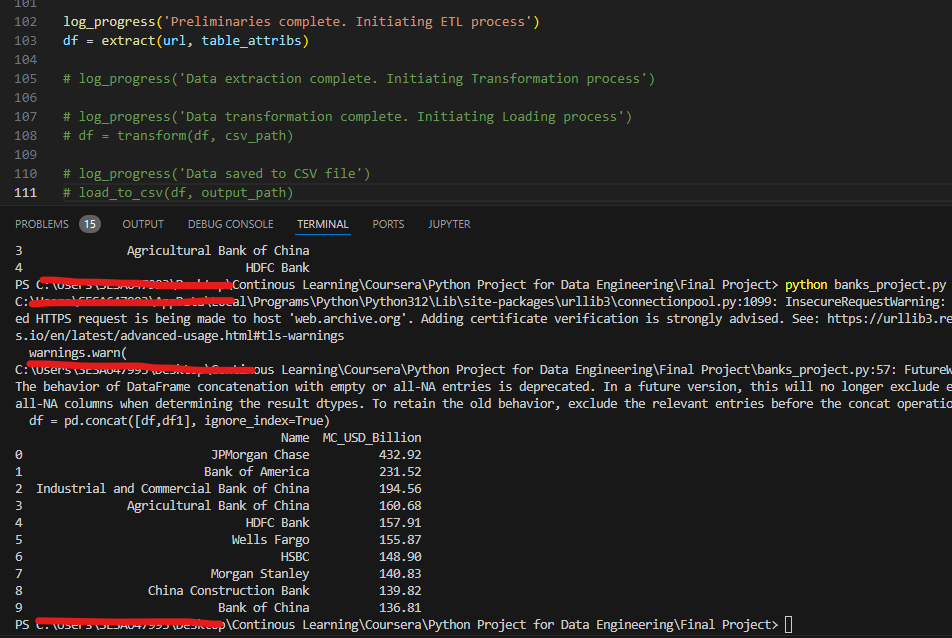 101
102 log_progress('Preliminaries complete. Initiating ETL process')
103 df = extract(url, table_attribs)
104
105 # log_progress('Data extraction complete. Initiating Transformation process')
106
107 # log_progress('Data transformation complete. Initiating Loading process')
108 # df = transform(df, csv_path)
109
110 # log_progress('Data saved to CSV file')
111 # load_to_csv(df, output_path)
PROBLEMS 15 OUTPUT DEBUG CONSOLE TERMINAL PORTS JUPYTER
3 Agricultural Bank of China
4 HDFC Bank
PS C:\Users\ \Desktop\Continous Learning\Coursera\Python Project for Data Engineering\Final Project> python banks_project.py
C:\Users\ \AppData\Local\Programs\Python\Python312\Lib\site-packages\urllib3\connectionpool.py:1099: InsecureRequestWarning:
ed HTTPS request is being made to host 'web.archive.org'. Adding certificate verification is strongly advised. See: https://urllib3.re
s.io/en/latest/advanced-usage.html#tls-warnings
warnings.warn(
C:\Users\ \Desktop\Continous Learning\Coursera\Python Project for Data Engineering\Final Project\banks_project.py:57: FutureW
The behavior of DataFrame concatenation with empty or all-NA entries is deprecated. In a future version, this will no longer exclude e
all-NA columns when determining the result dtypes. To retain the old behavior, exclude the relevant entries before the concat operatio
df = pd.concat([df,df1], ignore_index=True)
Name MC_USD_Billion
0 JPMorgan Chase 432.92
1 Bank of America 231.52
2 Industrial and Commercial Bank of China 194.56
3 Agricultural Bank of China 160.68
4 HDFC Bank 157.91
5 Wells Fargo 155.87
6 HSBC 148.90
7 Morgan Stanley 140.83
8 China Construction Bank 139.82
9 Bank of China 136.81
PS C:\Users\ \Desktop\Continous Learning\Coursera\Python Project for Data Engineering\Final Project>